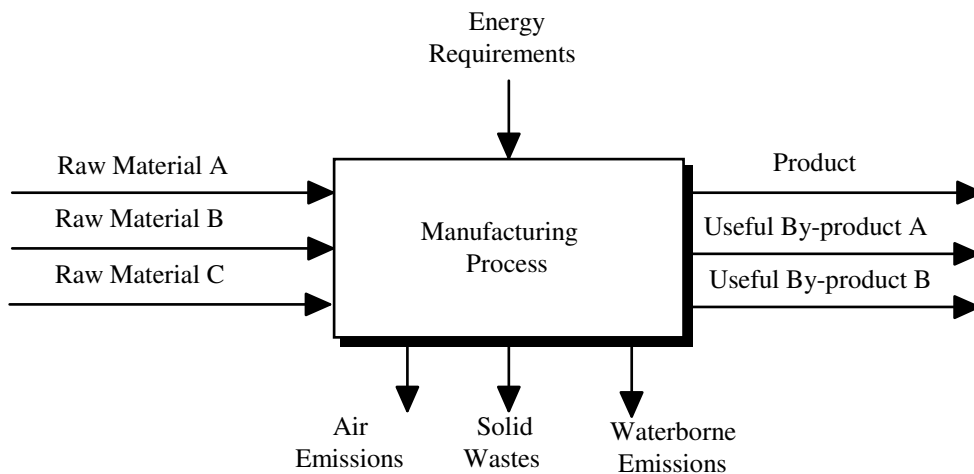 Energy
Requirements
Raw Material A
Raw Material B
Raw Material C
Manufacturing
Process
Product
Useful By-product A
Useful By-product B
Air
Emissions
Solid
Wastes
Waterborne
Emissions